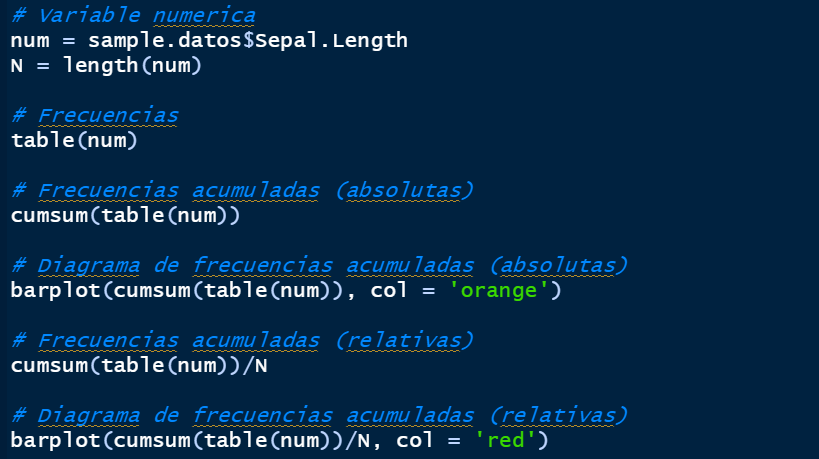 # Variable numerica
num = sample.datos$Sepal.Length
N = length(num)
# Frecuencias
table(num)
# Frecuencias acumuladas (absolutas)
cumsum(table(num))
# Diagrama de frecuencias acumuladas (absolutas)
barplot(cumsum(table(num)), col = 'orange')
# Frecuencias acumuladas (relativas)
cumsum(table(num))/N
# Diagrama de frecuencias acumuladas (relativas)
barplot(cumsum(table(num))/N, col = 'red')